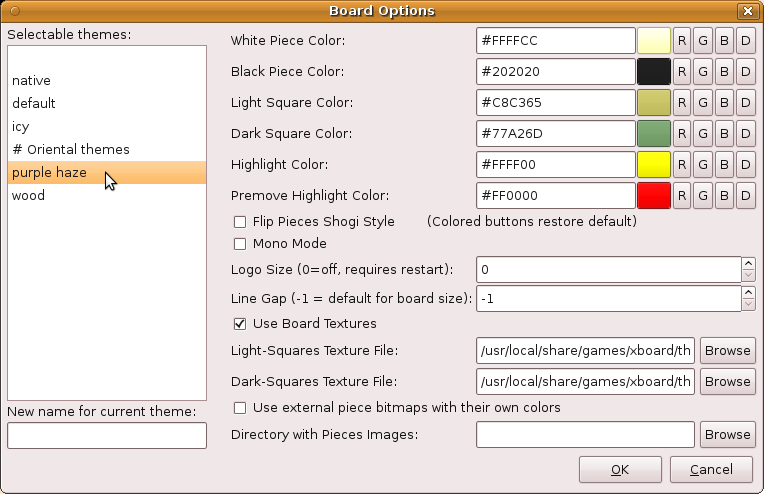 Board Options
Selectable themes:
native
default
icy
# Oriental themes
purple haze
wood
New name for current theme:
White Piece Color: #FFFFCC R G B D
Black Piece Color: #202020 R G B D
Light Square Color: #C8C365 R G B D
Dark Square Color: #77A26D R G B D
Highlight Color: #FFFF00 R G B D
Premove Highlight Color: #FF0000 R G B D
Flip Pieces Shogi Style (Colored buttons restore default)
Mono Mode
Logo Size (0=off, requires restart): 0
Line Gap (-1 = default for board size): -1
Use Board Textures
Light-Squares Texture File: /usr/local/share/games/xboard/th Browse
Dark-Squares Texture File: /usr/local/share/games/xboard/th Browse
Use external piece bitmaps with their own colors
Directory with Pieces Images: Browse
OK Cancel